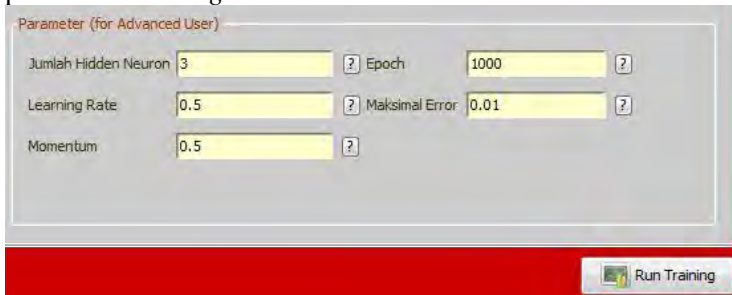 Parameter (for Advanced User)
Jumlah Hidden Neuron 3 ? Epoch 1000 ?
Learning Rate 0.5 ? Maksimal Error 0.01 ?
Momentum 0.5 ?
Run Training